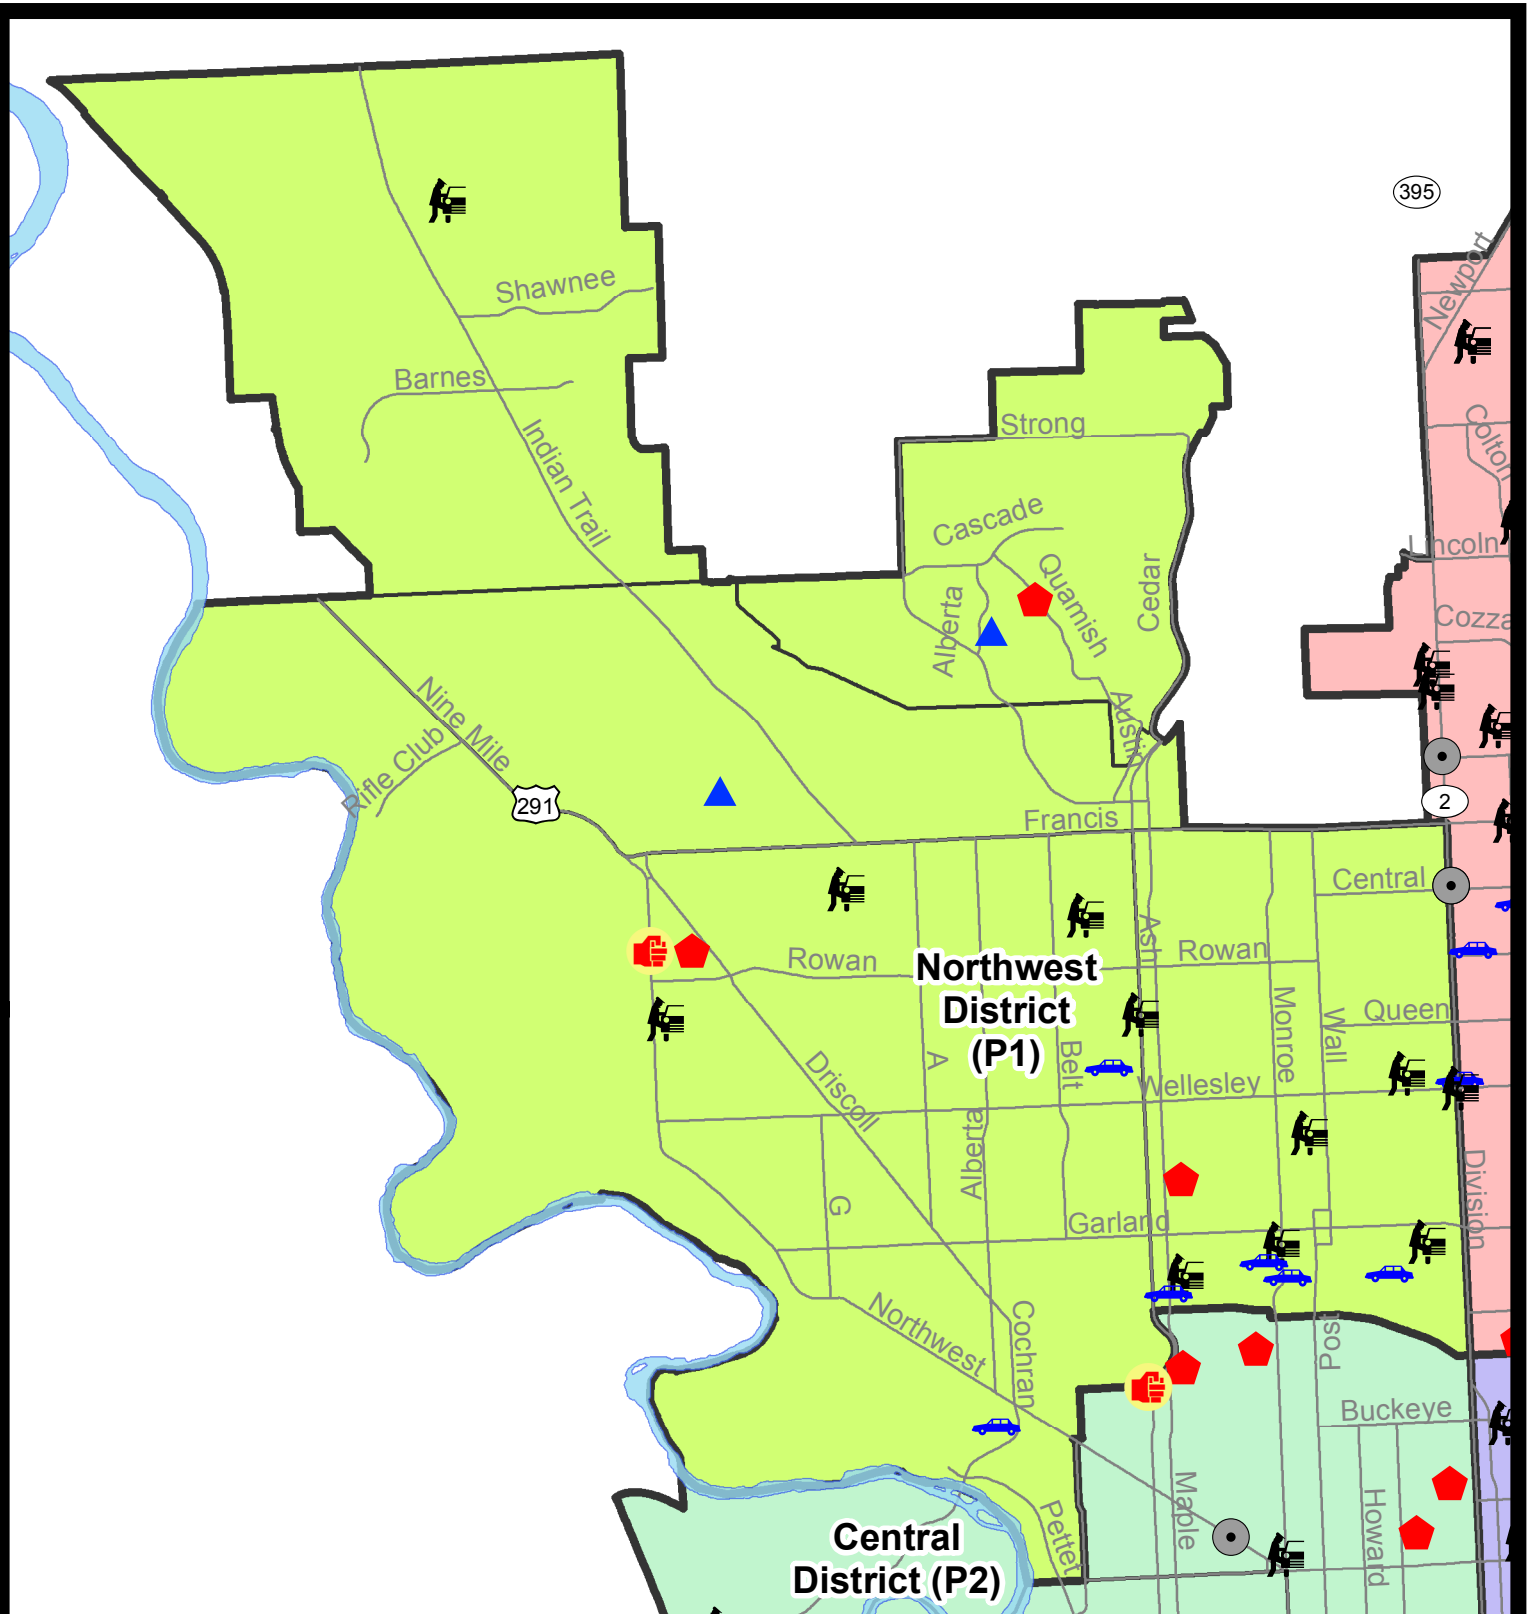 395
Newport
Shawnee
Barnes
Indian Trail
Strong
Colton
Cascade
Lincoln
Quamish
Cedar
Alberta
Nine Mile
Austin
Rifle Club
291
2
Francis
Central
Ash
Rowan
Rowan
Northwest
District
(P1)
Monroe
Wall
Queen
A
Belt
Driscoll
Wellesley
Alberta
Division
G
Garland
Northwest
Cochran
Post
Buckeye
Maple
Howard
Pettet
Central
District (P2)